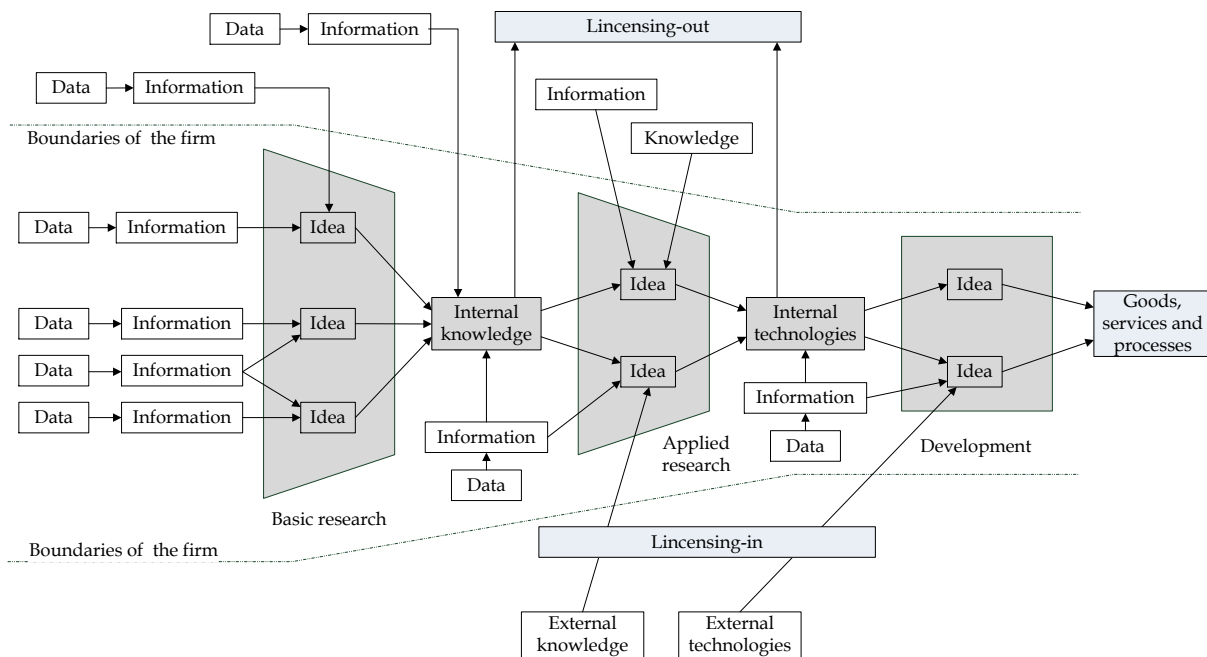 Data
Information
Lincensing-out
Data
Information
Information
Boundaries of  the firm
Knowledge
Data
Information
Idea
Idea
Idea
Internal
knowledge
Internal
technologies
Goods,
services and
processes
Data
Information
Idea
Data
Information
Idea
Idea
Data
Information
Idea
Information
Data
Information
Data
Applied
research
Development
Basic research
Boundaries of  the firm
Lincensing-in
External
knowledge
External
technologies